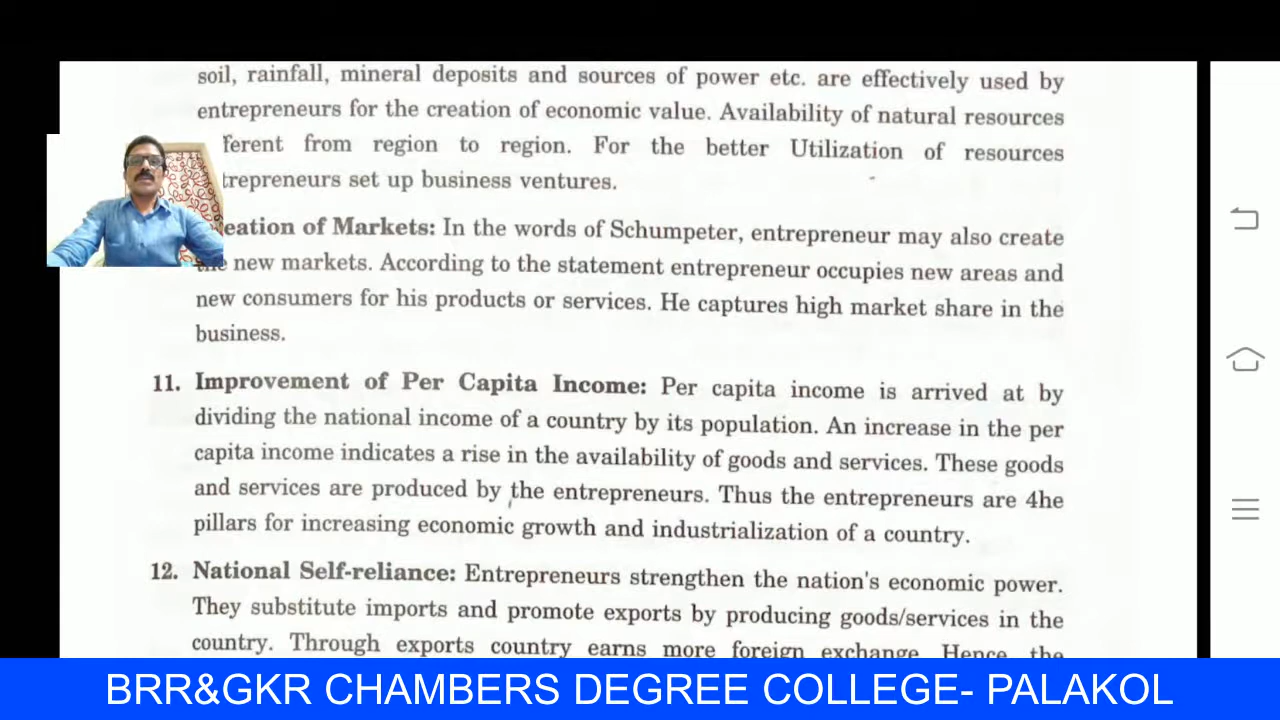 soil, rainfall, mineral deposits and sources of power etc. are effectively used by
entrepreneurs for the creation of economic value. Availability of natural resources
ferent from region to region. For the better Utilization of resources
trepreneurs set up business ventures.
eation of Markets: In the words of Schumpeter, entrepreneur may also create
new markets. According to the statement entrepreneur occupies new areas and
new consumers for his products or services. He captures high market share in the
business.
11. Improvement of Per Capita Income: Per capita income is arrived at by
dividing the national income of a country by its population. An increase in the per
capita income indicates a rise in the availability of goods and services. These goods
and services are produced by the entrepreneurs. Thus the entrepreneurs are 4he
pillars for increasing economic growth and industrialization of a country.
12. National Self-reliance: Entrepreneurs strengthen the nation's economic power.
They substitute imports and promote exports by producing goods/services in the
country. Through exports country earns more foreign exchange. Hence the
BRR&GKR CHAMBERS DEGREE COLLEGE- PALAKOL